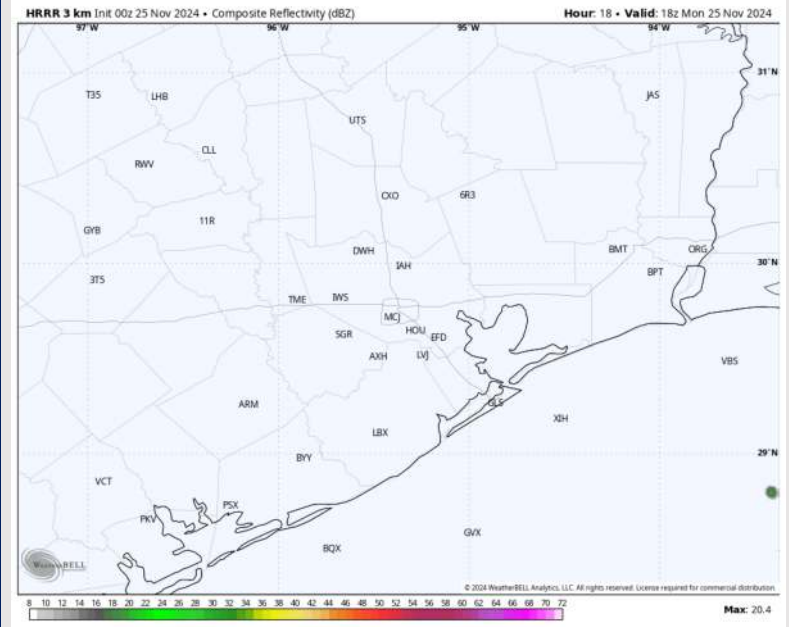 HRRR 3 km Init 00z 25 Nov 2024 • Composite Reflectivity (dBZ) Hour: 18 • Valid: 18z Mon 25 Nov 2024
97°W 96°W 95°W 94°W
31°N
T35 LHB JAS
UTS
CLL
RWV
CXO 6R3
11R
GYB
DWH BMT ORG
IAH 30°N
3T5 BPT
TME IWS
MCJ
SGR HOU EFD
AXH LVJ
VBS
ARM GLS
XIH
LBX
BYY 29°N
VCT
PSX
PKV
GVX
BQX
WeatherBELL
© 2024 WeatherBELL Analytics, LLC. All rights reserved. License required for commercial distribution.
8 10 12 14 16 18 20 22 24 26 28 30 32 34 36 38 40 42 44 46 48 50 52 54 56 58 60 62 64 66 68 70 72 Max: 20.4